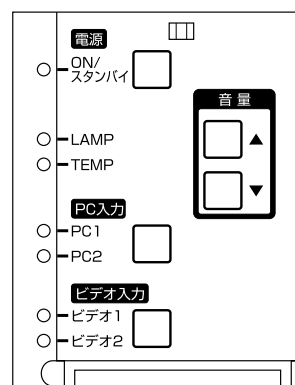 電源
ON/
スタンバイ
音量
▲
LAMP
TEMP
▼
PC入力
PC1
PC2
ビデオ入力
ビデオ1
ビデオ2